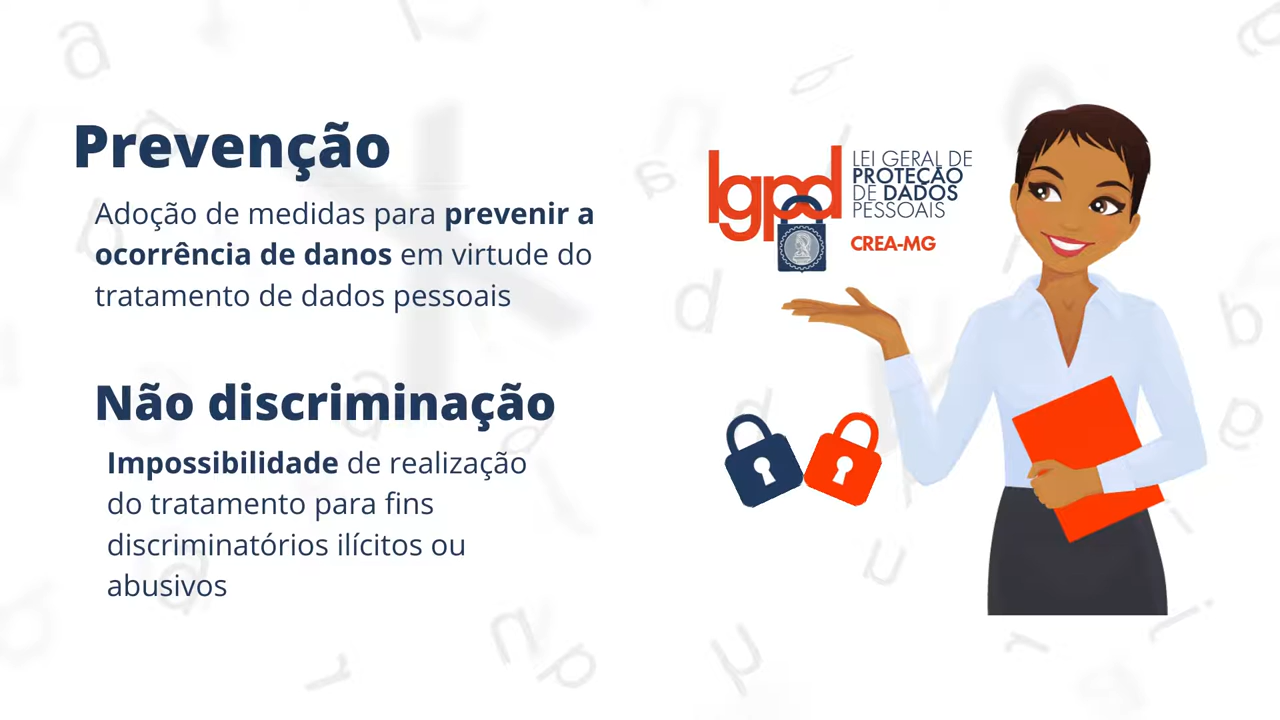 Prevenção
Adoção de medidas para prevenir a
ocorrência de danos em virtude do
tratamento de dados pessoais
Não discriminação
Impossibilidade de realização
do tratamento para fins
discriminatórios ilícitos ou
abusivos
lgpd
LEI GERAL DE
PROTEÇÃO
DE DADOS
PESSOAIS
CREA-MG